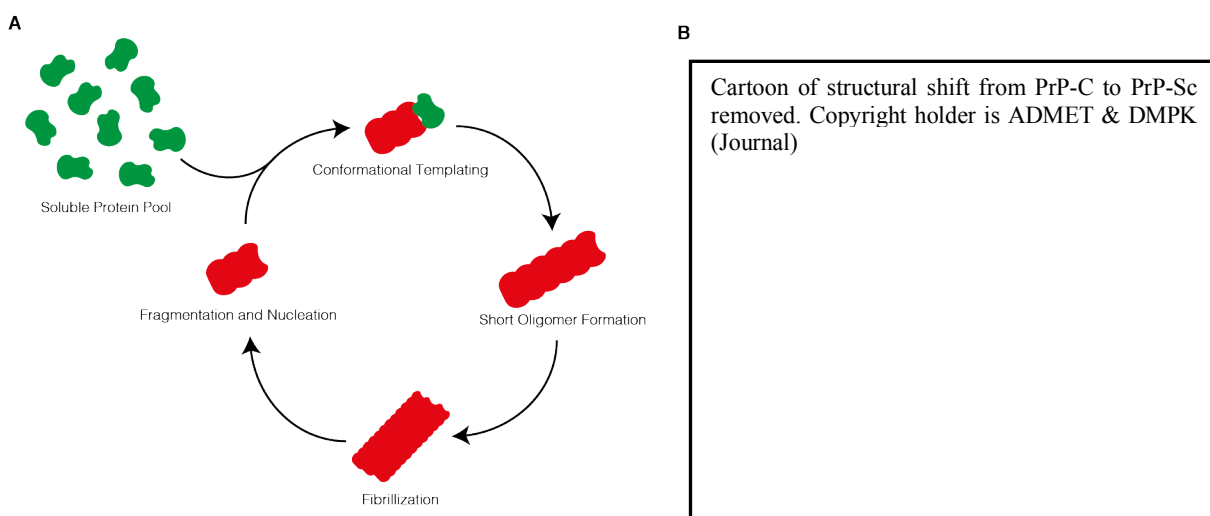 A
Soluble Protein Pool
Conformational Templating
Short Oligomer Formation
Fibrillization
Fragmentation and Nucleation
B
Cartoon of structural shift from PrP-C to PrP-Sc
removed. Copyright holder is ADMET & DMPK
(Journal)